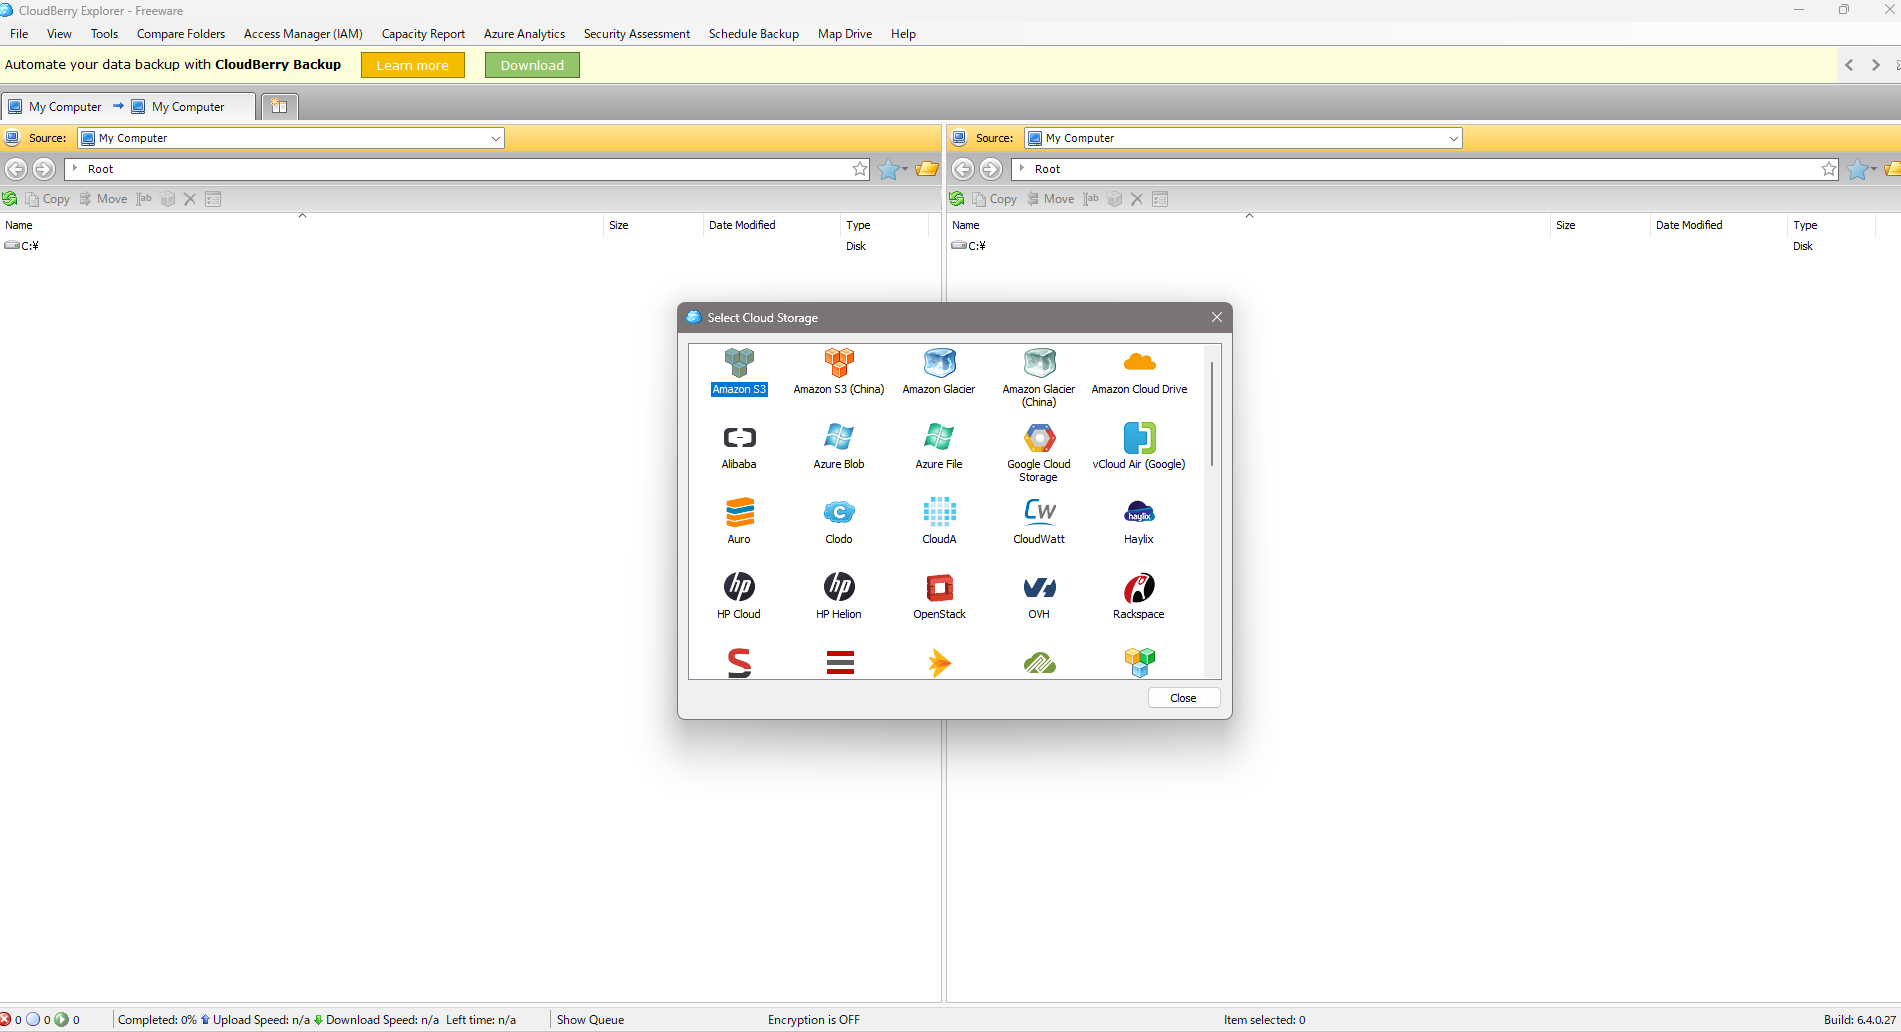 CloudBerry Explorer - Freeware
File View Tools Compare Folders Access Manager (IAM) Capacity Report Azure Analytics Security Assessment Schedule Backup Map Drive Help
Automate your data backup with CloudBerry Backup Learn more Download
My Computer My Computer
Source: My Computer
Root
Copy Move
Name Size Date Modified Type
C:¥ Disk
Source: My Computer
Root
Copy Move
Name Size Date Modified Type
C:¥ Disk
Select Cloud Storage
Amazon S3 Amazon S3 (China) Amazon Glacier Amazon Glacier (China) Amazon Cloud Drive
Alibaba Azure Blob Azure File Google Cloud Storage vCloud Air (Google)
Auro Clodo CloudA CloudWatt Haylix
HP Cloud HP Helion OpenStack OVH Rackspace
Close
0 0 0 Completed: 0% Upload Speed: n/a Download Speed: n/a Left time: n/a Show Queue Encryption is OFF Item selected: 0 Build: 6.4.0.27